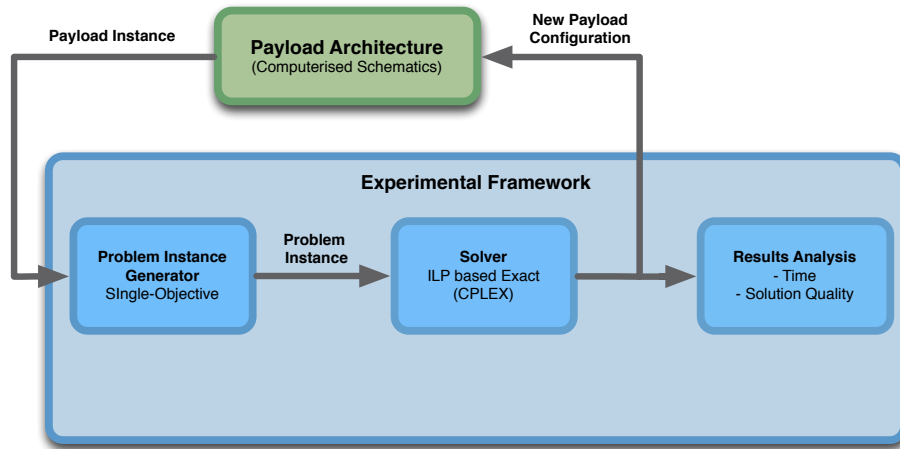 Payload Instance
Payload Architecture
(Computerised Schematics)
New Payload
Configuration
Experimental Framework
Problem Instance
Generator
SIngle-Objective
Problem
Instance
Solver
ILP based Exact
(CPLEX)
Results Analysis
- Time
- Solution Quality